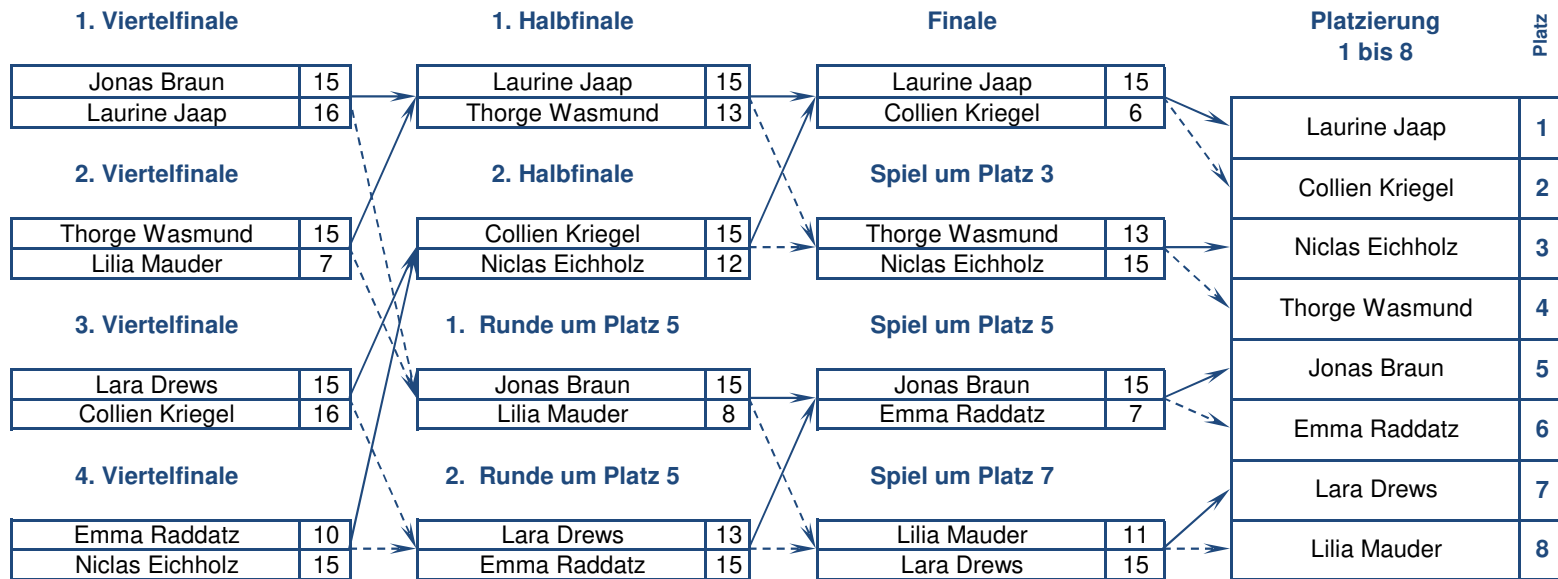 1. Viertelfinale
Jonas Braun 15
Laurine Jaap 16
2. Viertelfinale
Thorge Wasmund 15
Lilia Mauder 7
3. Viertelfinale
Lara Drews 15
Collien Kriegel 16
4. Viertelfinale
Emma Raddatz 10
Niclas Eichholz 15
1. Halbfinale
Laurine Jaap 15
Thorge Wasmund 13
2. Halbfinale
Collien Kriegel 15
Niclas Eichholz 12
1. Runde um Platz 5
Jonas Braun 15
Lilia Mauder 8
2. Runde um Platz 5
Lara Drews 13
Emma Raddatz 15
Finale
Laurine Jaap 15
Collien Kriegel 6
Spiel um Platz 3
Thorge Wasmund 13
Niclas Eichholz 15
Spiel um Platz 5
Jonas Braun 15
Emma Raddatz 7
Spiel um Platz 7
Lilia Mauder 11
Lara Drews 15
Platzierung
1 bis 8
Platz
Laurine Jaap 1
Collien Kriegel 2
Niclas Eichholz 3
Thorge Wasmund 4
Jonas Braun 5
Emma Raddatz 6
Lara Drews 7
Lilia Mauder 8